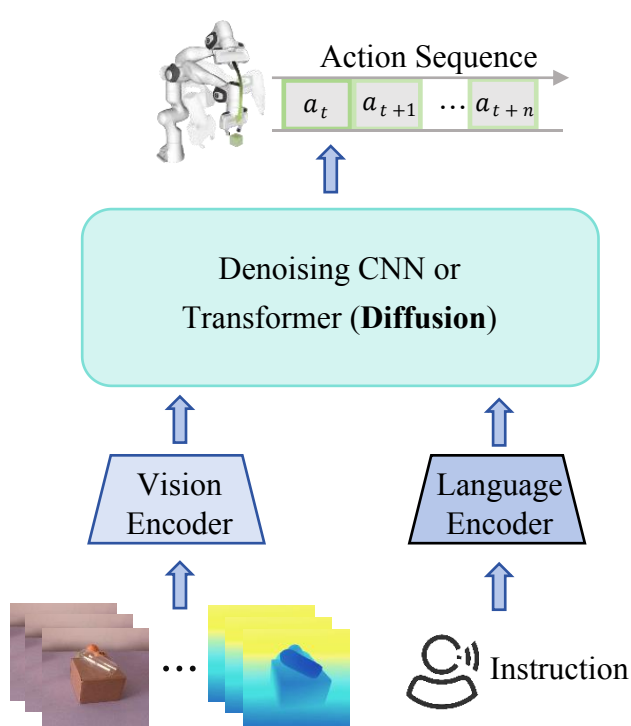 Action Sequence
a_t a_{t+1} ... a_{t+n}
Denoising CNN or
Transformer (Diffusion)
Vision
Encoder
Language
Encoder
...
Instruction